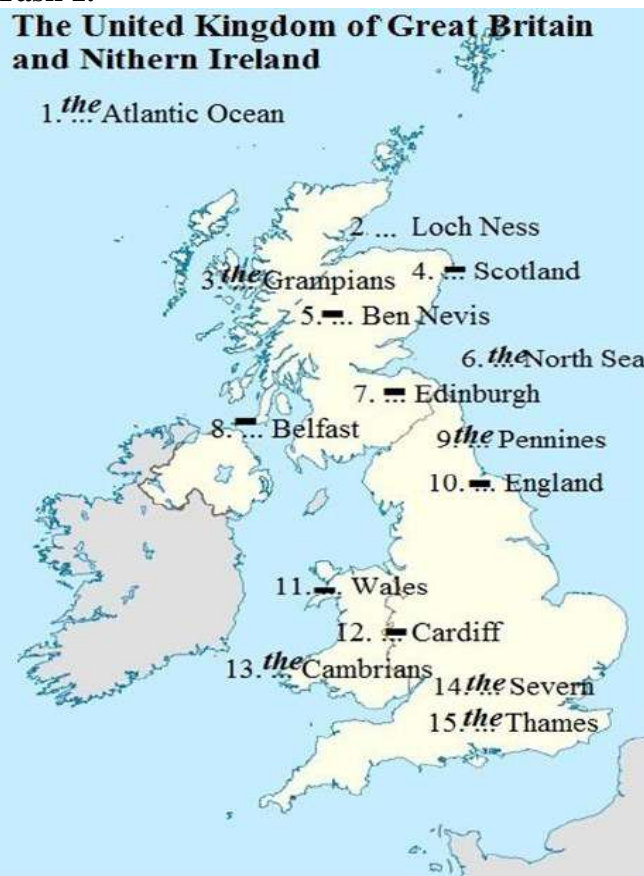 The United Kingdom of Great Britain
and Nithern Ireland
1. the ... Atlantic Ocean
2 ... Loch Ness
3. the ... Grampians
4. – ... Scotland
5. – ... Ben Nevis
6. the ... North Sea
7. – ... Edinburgh
8. – ... Belfast
9 the ... Pennines
10. – ... England
11. – ... Wales
12. – ... Cardiff
13. the ... Cambrians
14 the ... Severn
15. the ... Thames